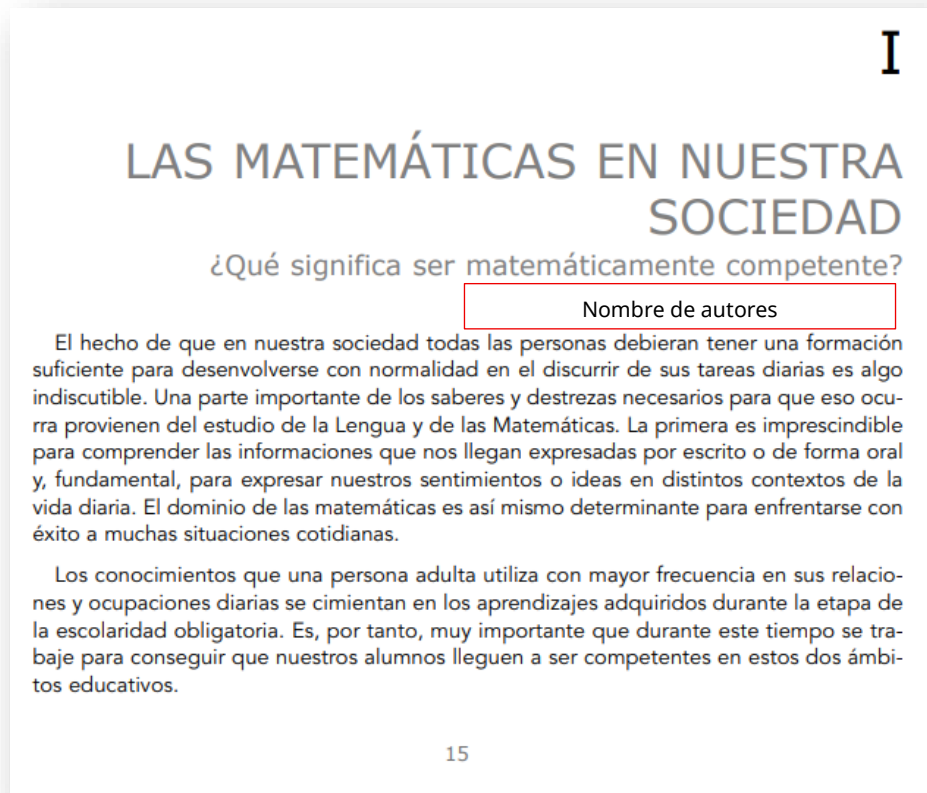 I
LAS MATEMÁTICAS EN NUESTRA
SOCIEDAD
¿Qué significa ser matemáticamente competente?
Nombre de autores
El hecho de que en nuestra sociedad todas las personas debieran tener una formación
suficiente para desenvolverse con normalidad en el discurrir de sus tareas diarias es algo
indiscutible. Una parte importante de los saberes y destrezas necesarios para que eso ocu-
rra provienen del estudio de la Lengua y de las Matemáticas. La primera es imprescindible
para comprender las informaciones que nos llegan expresadas por escrito o de forma oral
y, fundamental, para expresar nuestros sentimientos o ideas en distintos contextos de la
vida diaria. El dominio de las matemáticas es así mismo determinante para enfrentarse con
éxito a muchas situaciones cotidianas.
Los conocimientos que una persona adulta utiliza con mayor frecuencia en sus relacio-
nes y ocupaciones diarias se cimientan en los aprendizajes adquiridos durante la etapa de
la escolaridad obligatoria. Es, por tanto, muy importante que durante este tiempo se tra-
baje para conseguir que nuestros alumnos lleguen a ser competentes en estos dos ámbi-
tos educativos.
15